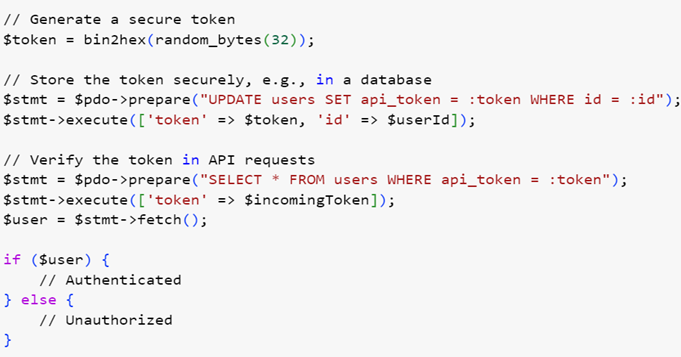 // Generate a secure token
$token = bin2hex(random_bytes(32));
// Store the token securely, e.g., in a database
$stmt = $pdo->prepare("UPDATE users SET api_token = :token WHERE id = :id");
$stmt->execute(['token' => $token, 'id' => $userId]);
// Verify the token in API requests
$stmt = $pdo->prepare("SELECT * FROM users WHERE api_token = :token");
$stmt->execute(['token' => $incomingToken]);
$user = $stmt->fetch();
if ($user) {
    // Authenticated
} else {
    // Unauthorized
}